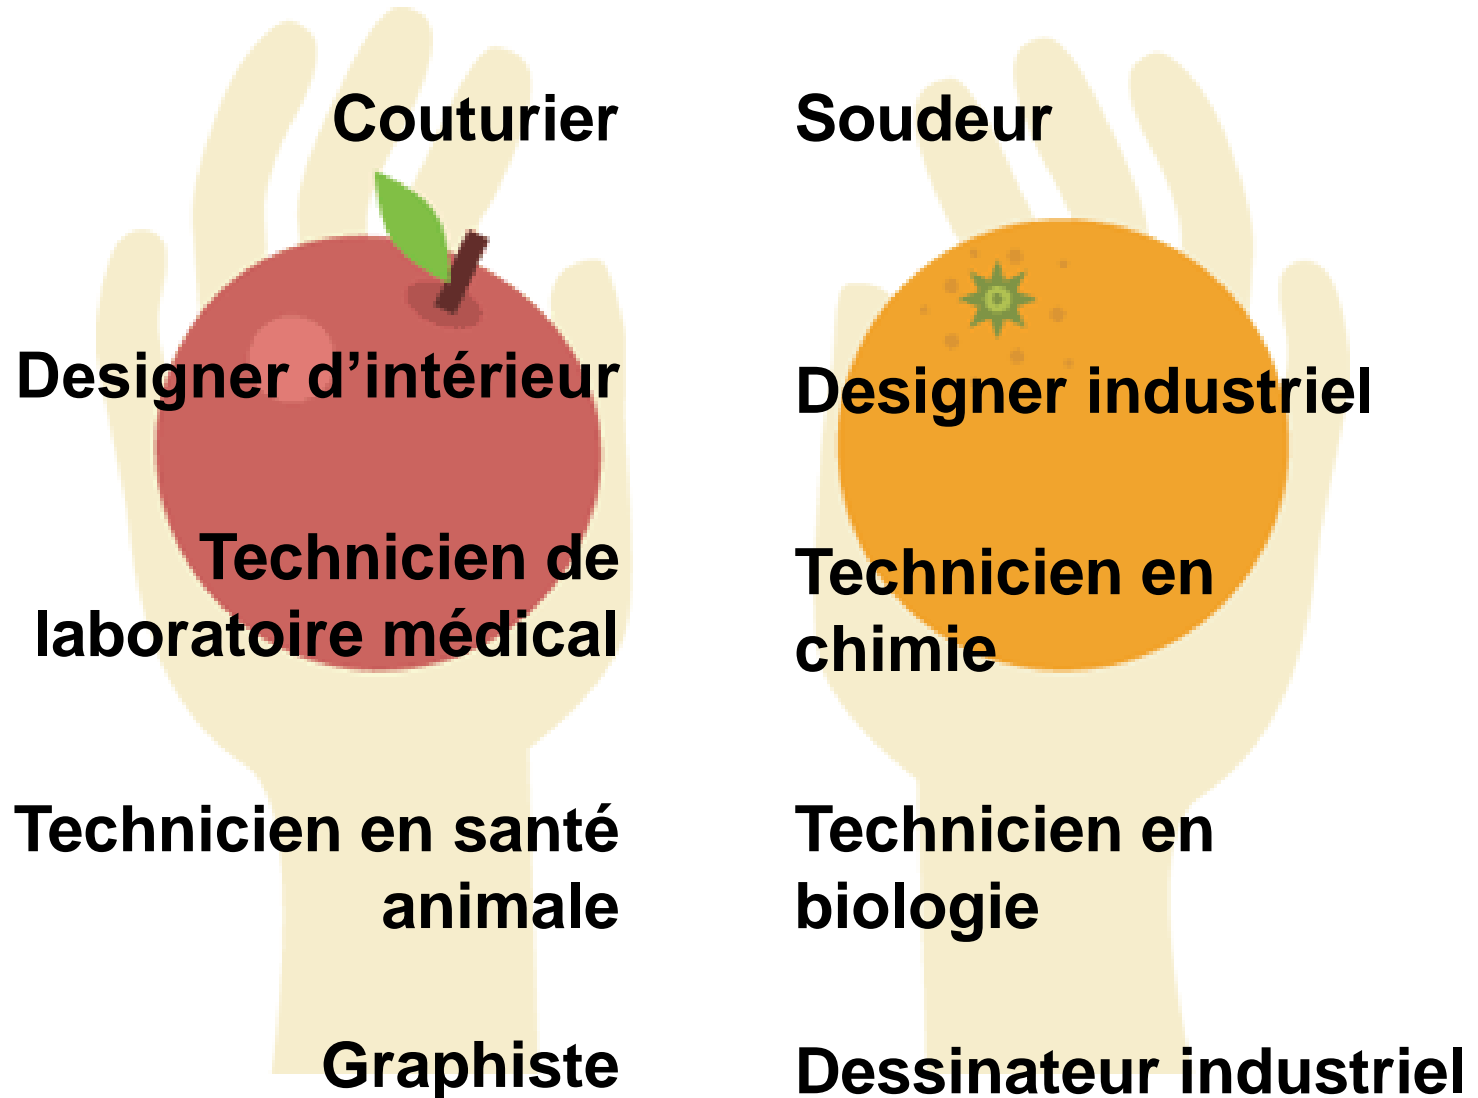 Couturier
Soudeur
Designer d’intérieur
Designer industriel
Technicien de
laboratoire médical
Technicien en
chimie
Technicien en santé
animale
Technicien en
biologie
Graphiste
Dessinateur industriel